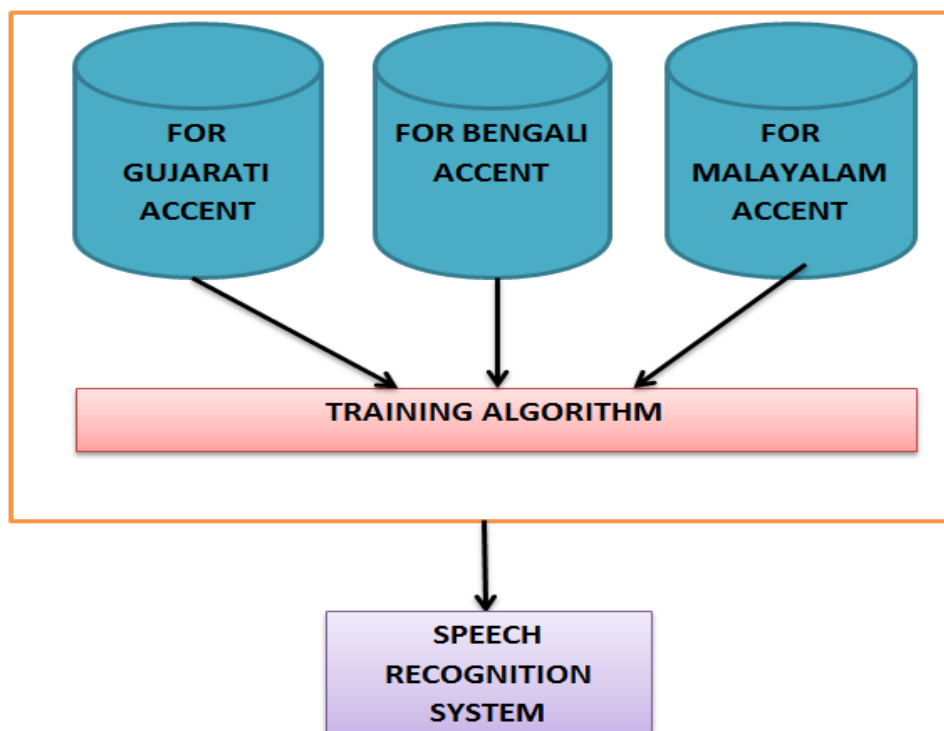 FOR
GUJARATI
ACCENT
FOR BENGALI
ACCENT
FOR
MALAYALAM
ACCENT
TRAINING ALGORITHM
SPEECH
RECOGNITION
SYSTEM